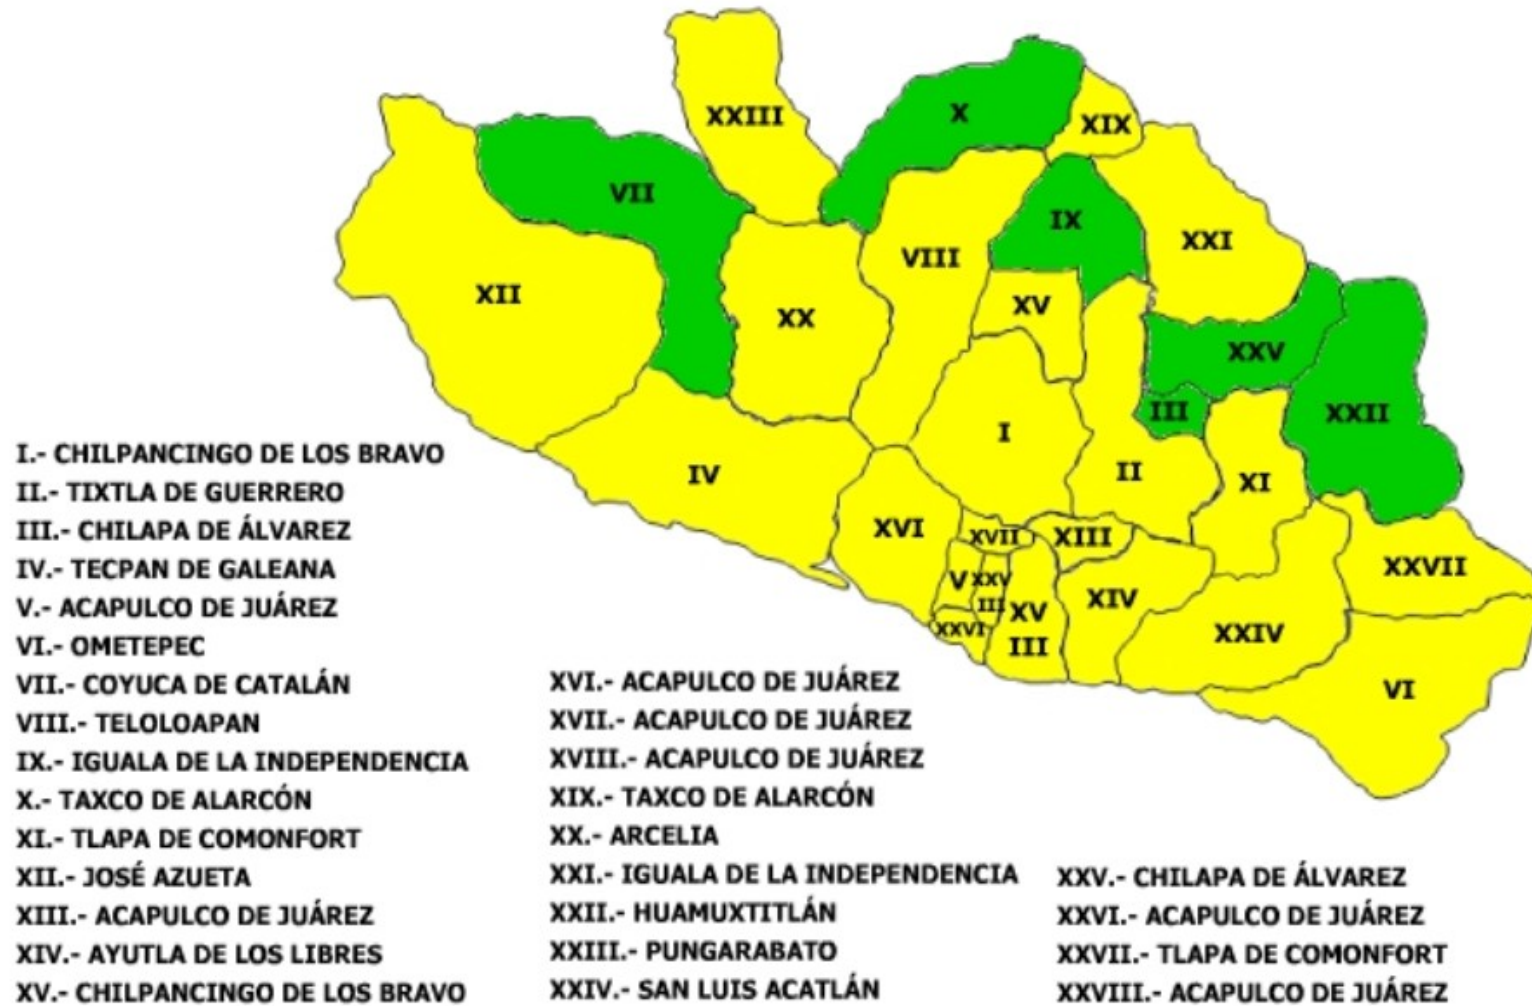 XXIII
X
XIX
VII
IX
XXI
VIII
XII
XX
XV
XXV
III
XXII
I
IV
II
XI
XVI
XVII
XIII
XXVII
V
XXV
III
XIV
XV
III
XXVI
XXIV
VI
I.- CHILPANCINGO DE LOS BRAVO
II.- TIXTLA DE GUERRERO
III.- CHILAPA DE ÁLVAREZ
IV.- TECPAN DE GALEANA
V.- ACAPULCO DE JUÁREZ
VI.- OMETEPEC
VII.- COYUCA DE CATALÁN
VIII.- TELOLOAPAN
IX.- IGUALA DE LA INDEPENDENCIA
X.- TAXCO DE ALARCÓN
XI.- TLAPA DE COMONFORT
XII.- JOSÉ AZUETA
XIII.- ACAPULCO DE JUÁREZ
XIV.- AYUTLA DE LOS LIBRES
XV.- CHILPANCINGO DE LOS BRAVO
XVI.- ACAPULCO DE JUÁREZ
XVII.- ACAPULCO DE JUÁREZ
XVIII.- ACAPULCO DE JUÁREZ
XIX.- TAXCO DE ALARCÓN
XX.- ARCELIA
XXI.- IGUALA DE LA INDEPENDENCIA
XXII.- HUAMUXTITLÁN
XXIII.- PUNGARABATO
XXIV.- SAN LUIS ACATLÁN
XXV.- CHILAPA DE ÁLVAREZ
XXVI.- ACAPULCO DE JUÁREZ
XXVII.- TLAPA DE COMONFORT
XXVIII.- ACAPULCO DE JUÁREZ